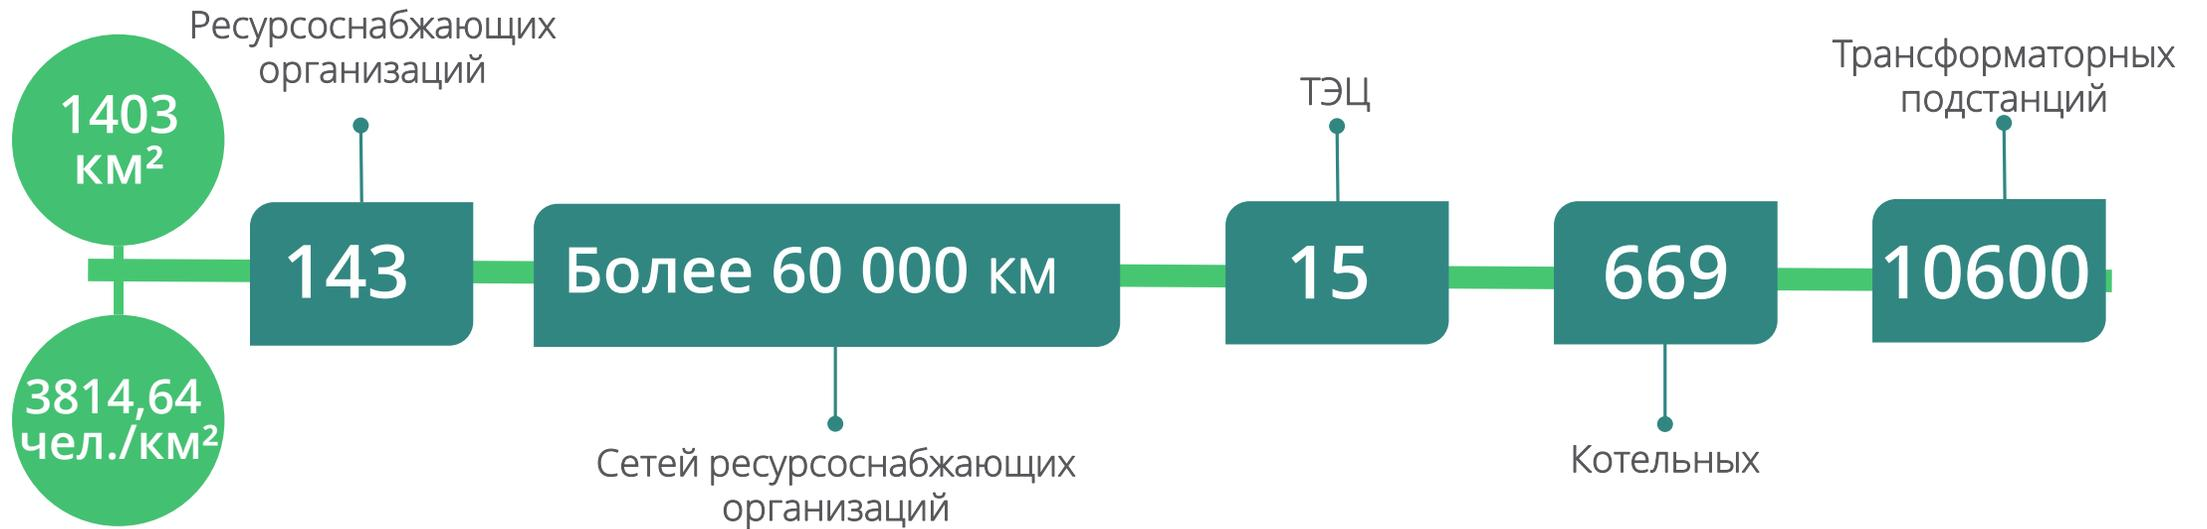 1403
км²
3814,64
чел./км²
Ресурсоснабжающих
организаций
143
Более 60 000 км
Сетей ресурсоснабжающих
организаций
ТЭЦ
15
669
Котельных
Трансформаторных
подстанций
10600